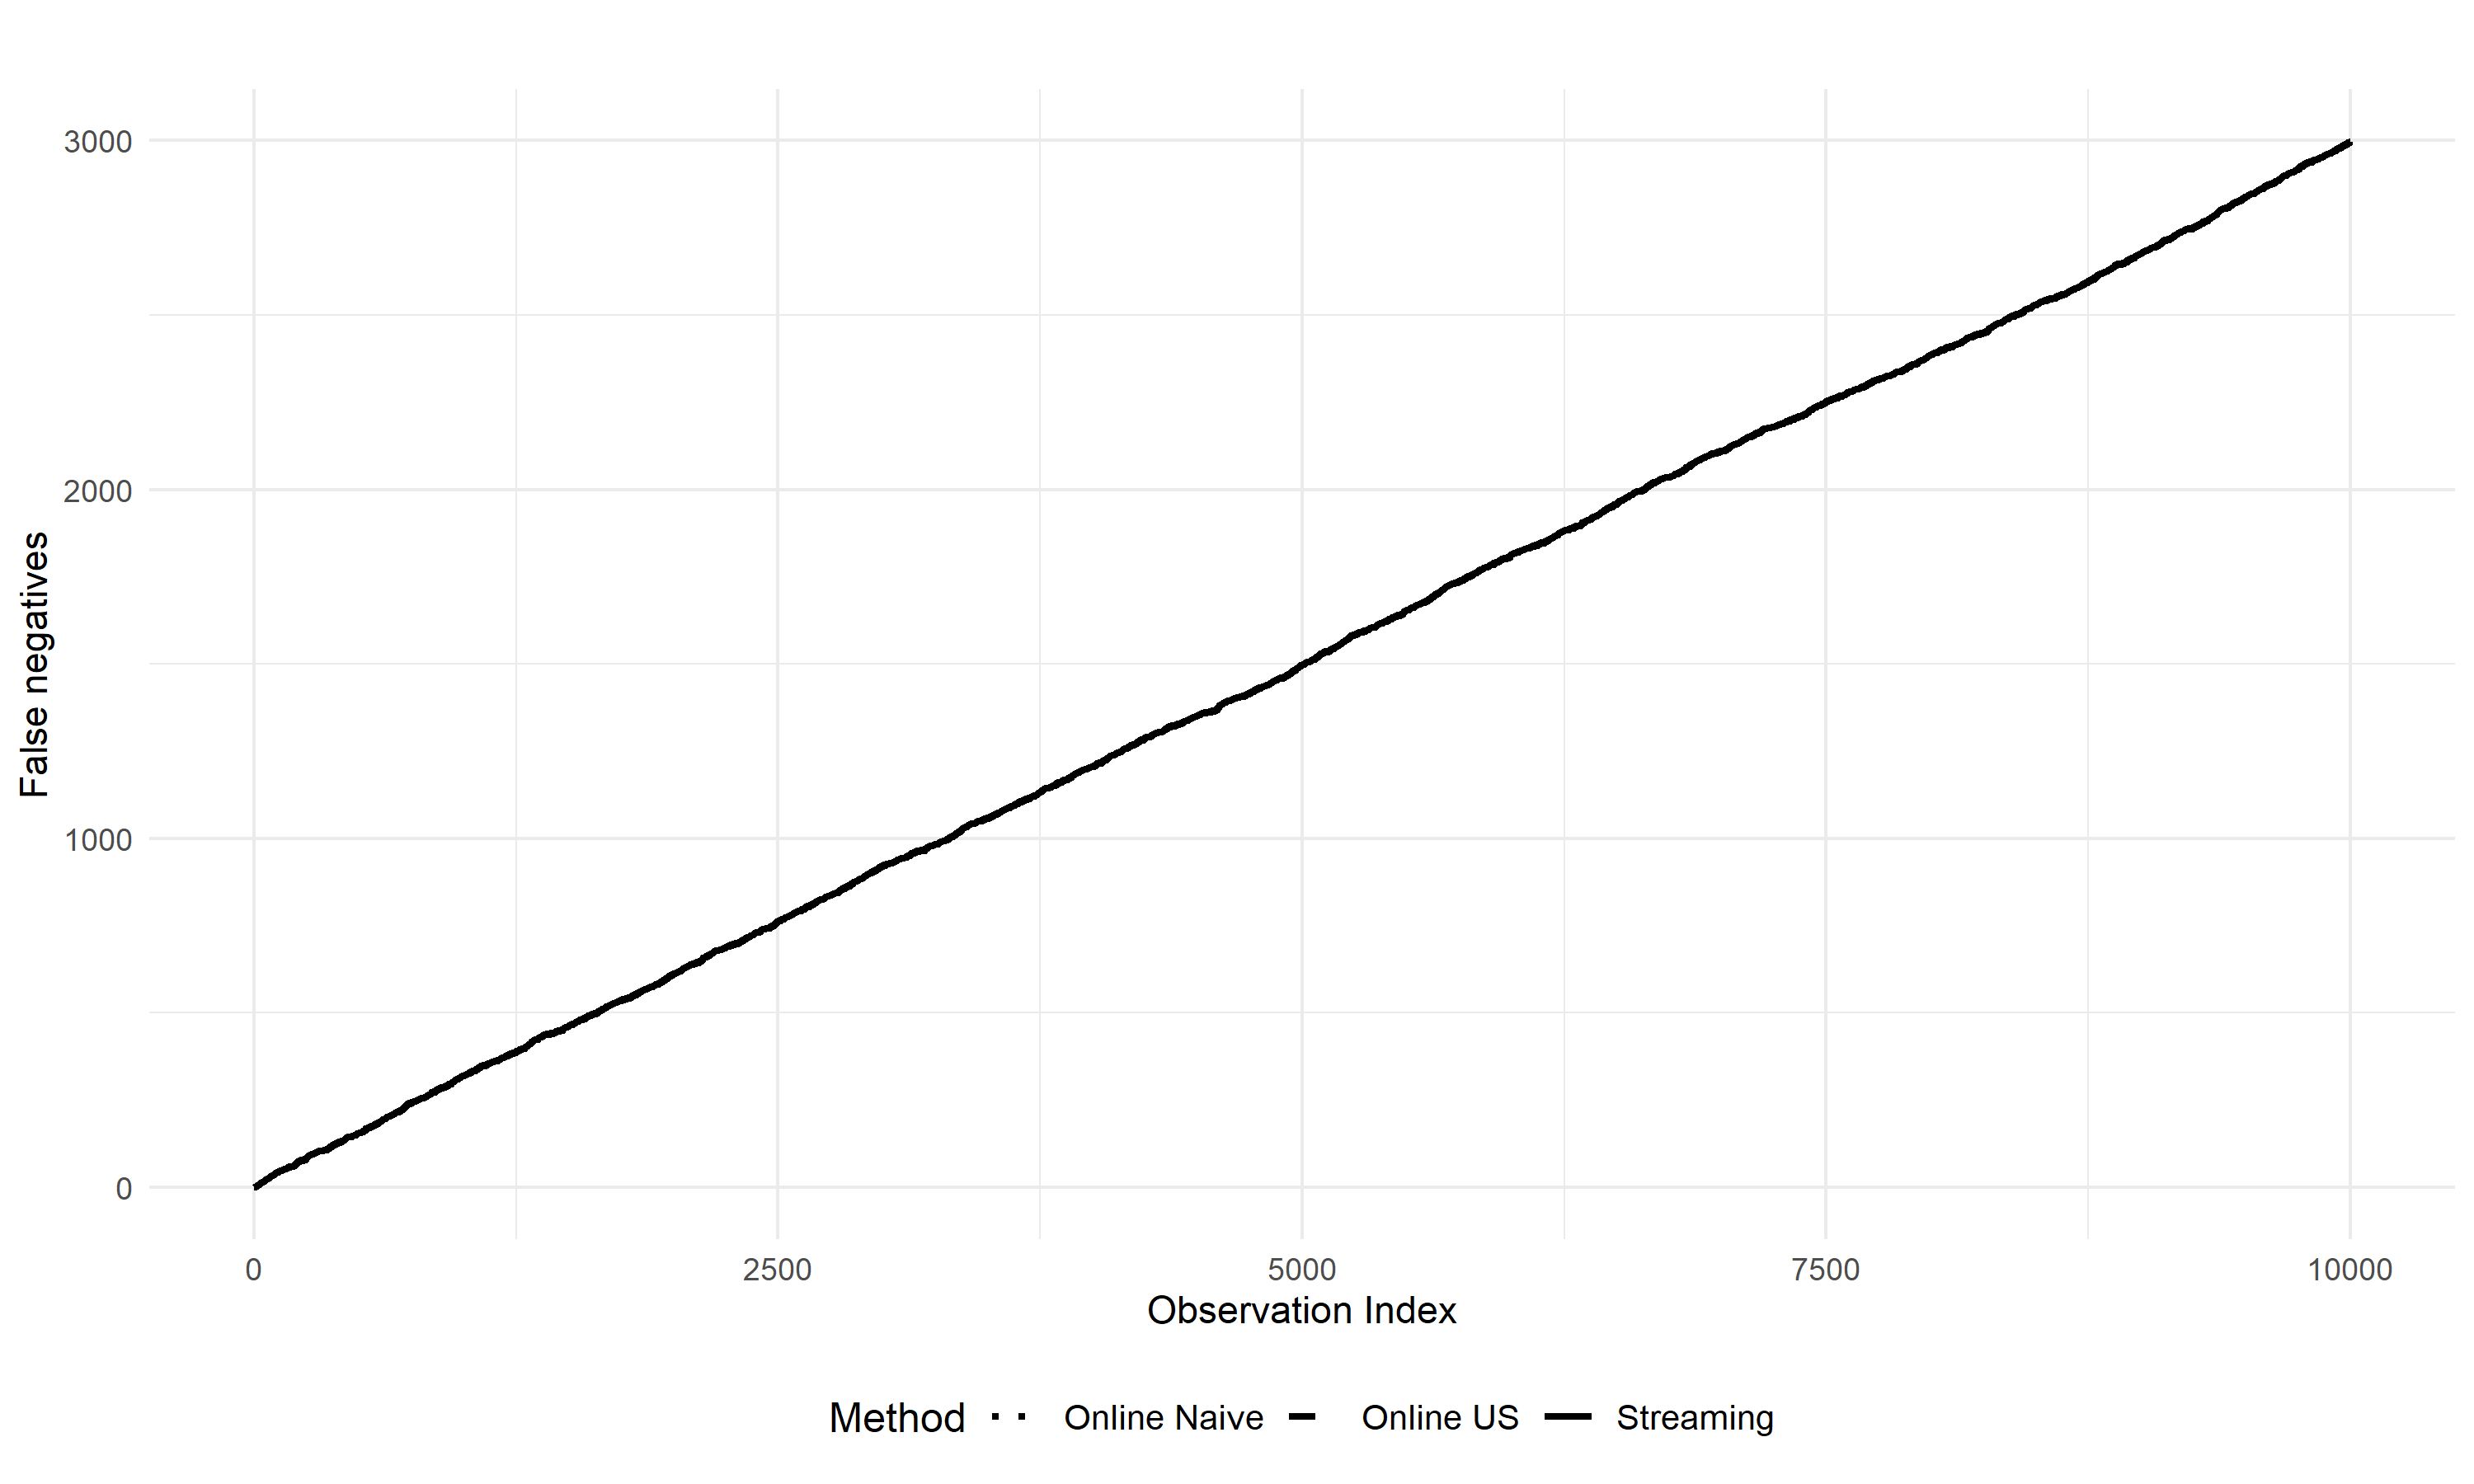 3000
2000
1000
0
False negatives
0 2500 5000 7500 10000
Observation Index
Method Online Naive Online US Streaming